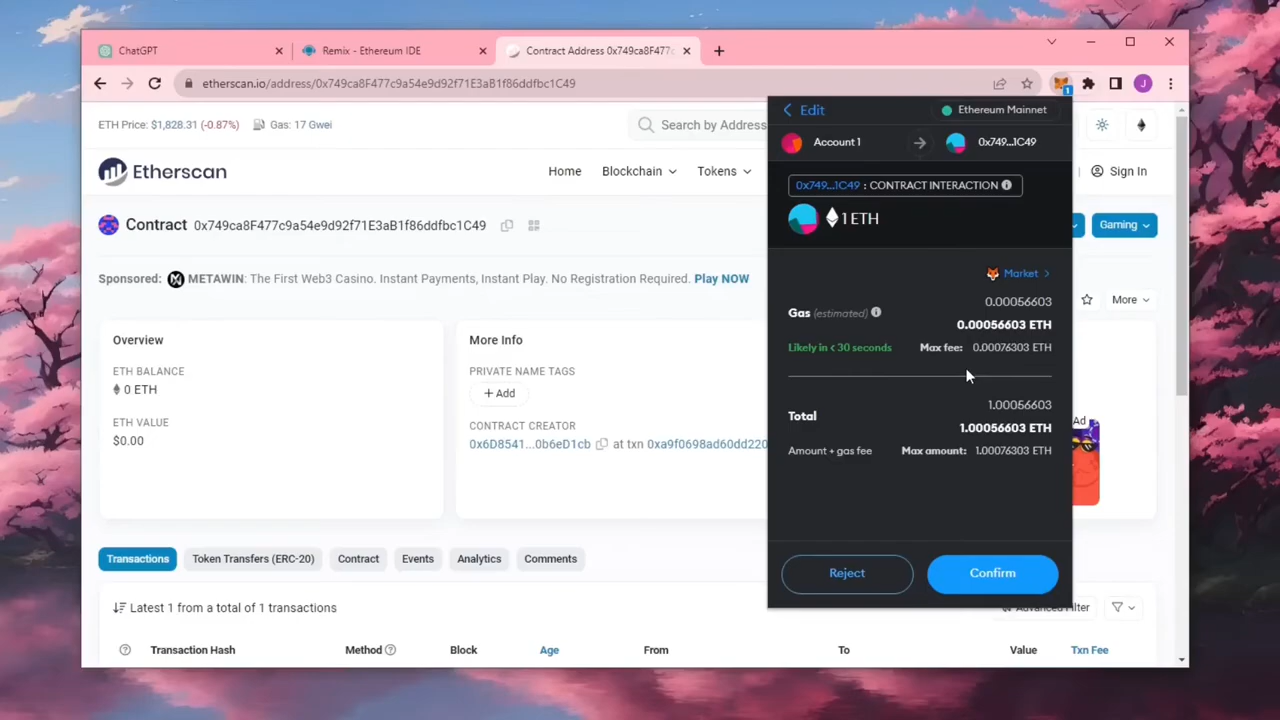 ChatGPT
Remix - Ethereum IDE
Contract Address 0x749ca8F477c
etherscan.io/address/0x749ca8F477c9a54e9d92f71E3aB1f86ddfbc1C49
1
J
ETH Price: $1,828.31 (-0.87%)
Gas: 17 Gwei
Search by Address
Etherscan
Home
Blockchain
Tokens
Sign In
Contract 0x749ca8F477c9a54e9d92f71E3aB1f86ddfbc1C49
Gaming
Sponsored: METAWIN: The First Web3 Casino. Instant Payments, Instant Play. No Registration Required. Play NOW
More
Overview
ETH BALANCE
0 ETH
ETH VALUE
$0.00
More Info
PRIVATE NAME TAGS
+ Add
CONTRACT CREATOR
0x6D8541...0b6eD1cb at txn 0xa9f0698ad60dd220
Ad
Transactions
Token Transfers (ERC-20)
Contract
Events
Analytics
Comments
Latest 1 from a total of 1 transactions
Advanced Filter
Transaction Hash
Method
Block
Age
From
To
Value
Txn Fee
Edit
Ethereum Mainnet
Account 1
0x749...1C49
0x749...1C49 : CONTRACT INTERACTION
1 ETH
Market >
0.00056603
Gas (estimated)
0.00056603 ETH
Likely in < 30 seconds
Max fee: 0.00076303 ETH
1.00056603
Total
1.00056603 ETH
Amount + gas fee
Max amount: 1.00076303 ETH
Reject
Confirm